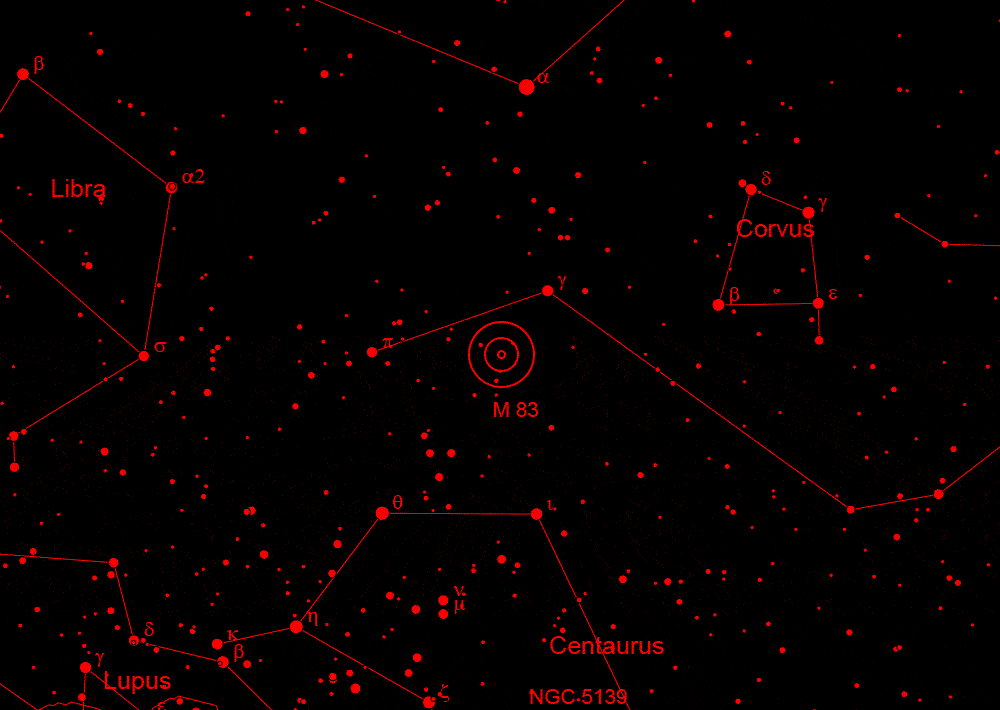 β
α
α2
Libra
δ
γ
Corvus
γ
β
ε
σ
π
M 83
θ
ι
ν
μ
η
δ
κ
β
Centaurus
γ
Lupus
ζ
NGC 5139
ε